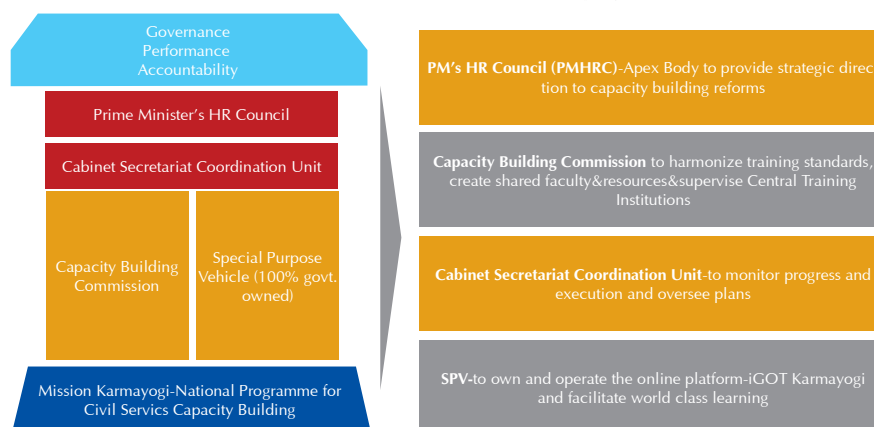 Governance
Performance
Accountability
Prime Minister's HR Council
Cabinet Secretariat Coordination Unit
Capacity Building
Commission
Special Purpose
Vehicle (100% govt.
owned)
Mission Karmayogi-National Programme for
Civil Servics Capacity Building
PM's HR Council (PMHRC)-Apex Body to provide strategic direc
tion to capacity building reforms
Capacity Building Commission to harmonize training standards,
create shared faculty&resources&supervise Central Training
Institutions
Cabinet Secretariat Coordination Unit-to monitor progress and
execution and oversee plans
SPV-to own and operate the online platform-iGOT Karmayogi
and facilitate world class learning